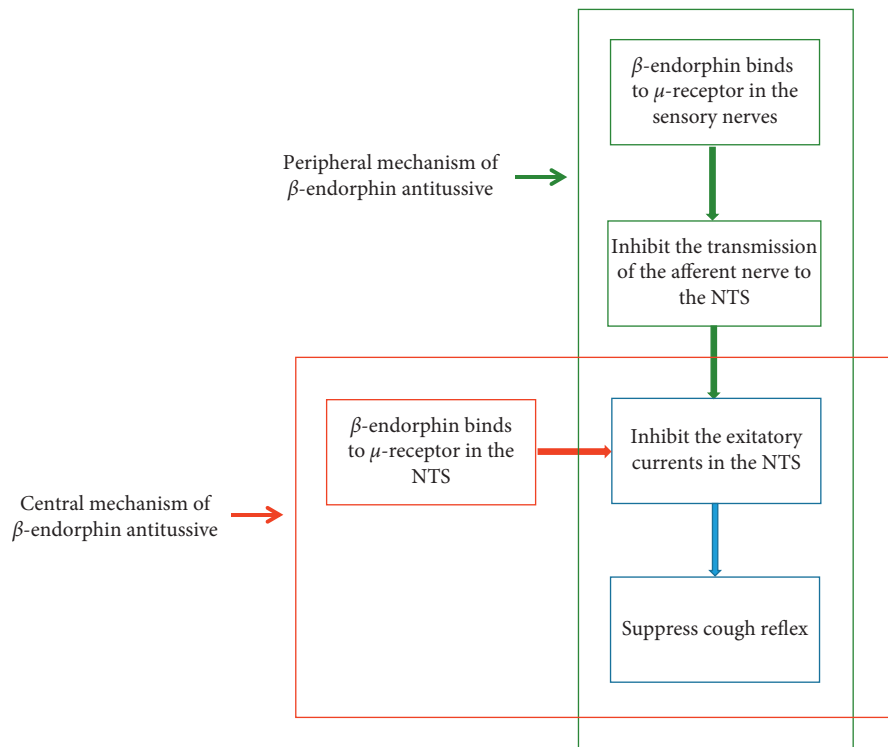 β-endorphin binds
to μ-receptor in the
sensory nerves
Peripheral mechanism of
β-endorphin antitussive
Inhibit the transmission
of the afferent nerve to
the NTS
β-endorphin binds
to μ-receptor in the
NTS
Inhibit the exitatory
currents in the NTS
Central mechanism of
β-endorphin antitussive
Suppress cough reflex